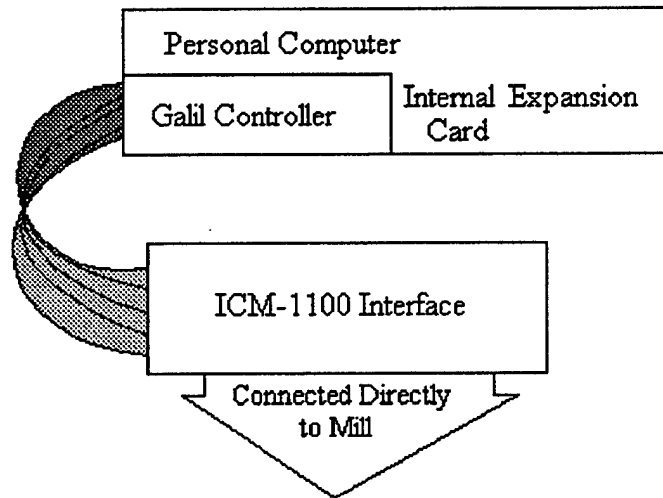 Personal Computer
Galil Controller
Internal Expansion
Card
ICM-1100 Interface
Connected Directly
to Mill